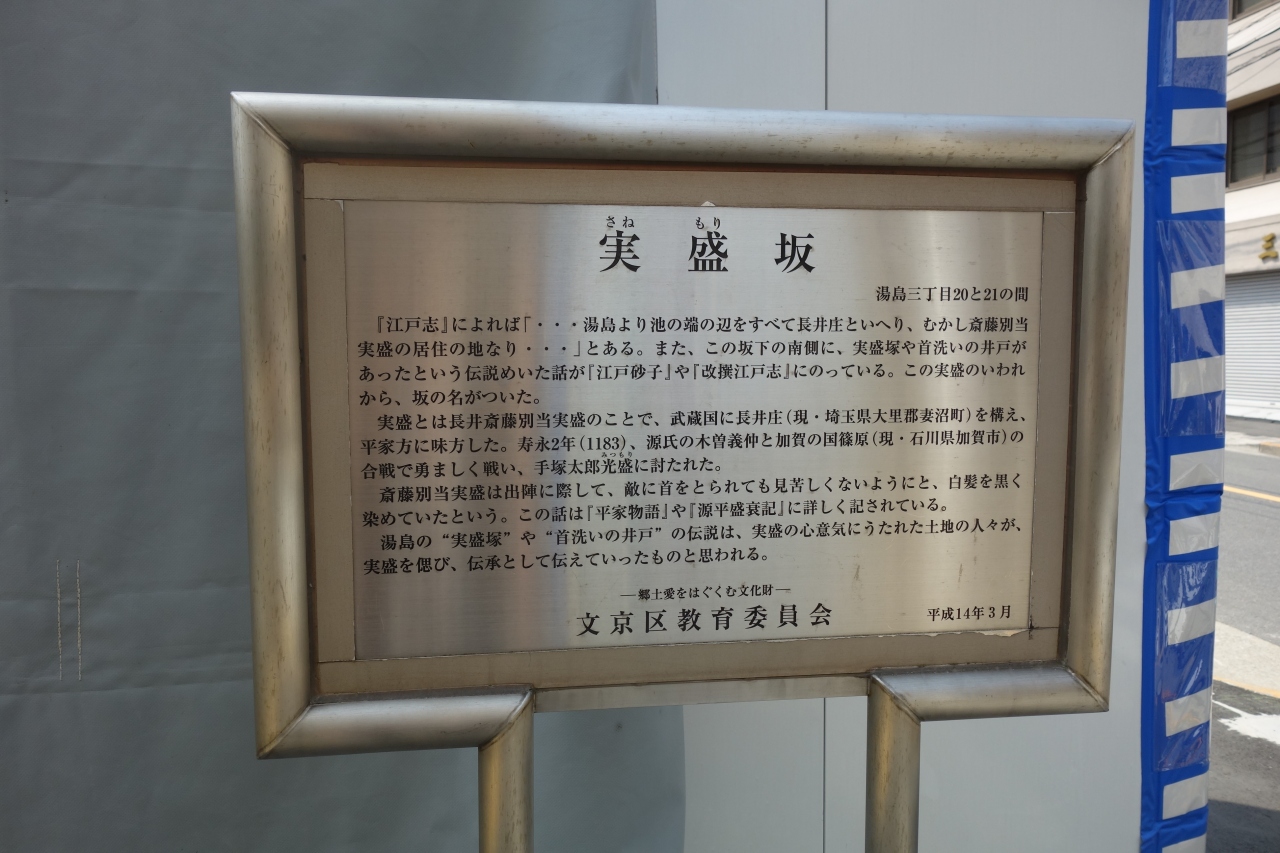 さね もり
実盛坂
湯島三丁目20と21の間
『江戸志』によれば「・・・湯島より池の端の辺をすべて長井庄といへり、むかし斎藤別当
実盛の居住の地なり・・・」とある。また、この坂下の南側に、実盛塚や首洗いの井戸が
あったという伝説めいた話が『江戸砂子』や『改撰江戸志』にのっている。この実盛のいわれ
から、坂の名がついた。
実盛とは長井斎藤別当実盛のことで、武蔵国に長井庄(現・埼玉県大里郡妻沼町)を構え、
平家方に味方した。寿永2年(1183)、源氏の木曽義仲と加賀の国篠原(現・石川県加賀市)の
みつもり
合戦で勇ましく戦い、手塚太郎光盛に討たれた。
斎藤別当実盛は出陣に際して、敵に首をとられても見苦しくないようにと、白髪を黒く
染めていたという。この話は『平家物語』や『源平盛衰記』に詳しく記されている。
湯島の“実盛塚”や“首洗いの井戸”の伝説は、実盛の心意気にうたれた土地の人々が、
実盛を偲び、伝承として伝えていったものと思われる。
―郷土愛をはぐくむ文化財―
文京区教育委員会
平成14年3月